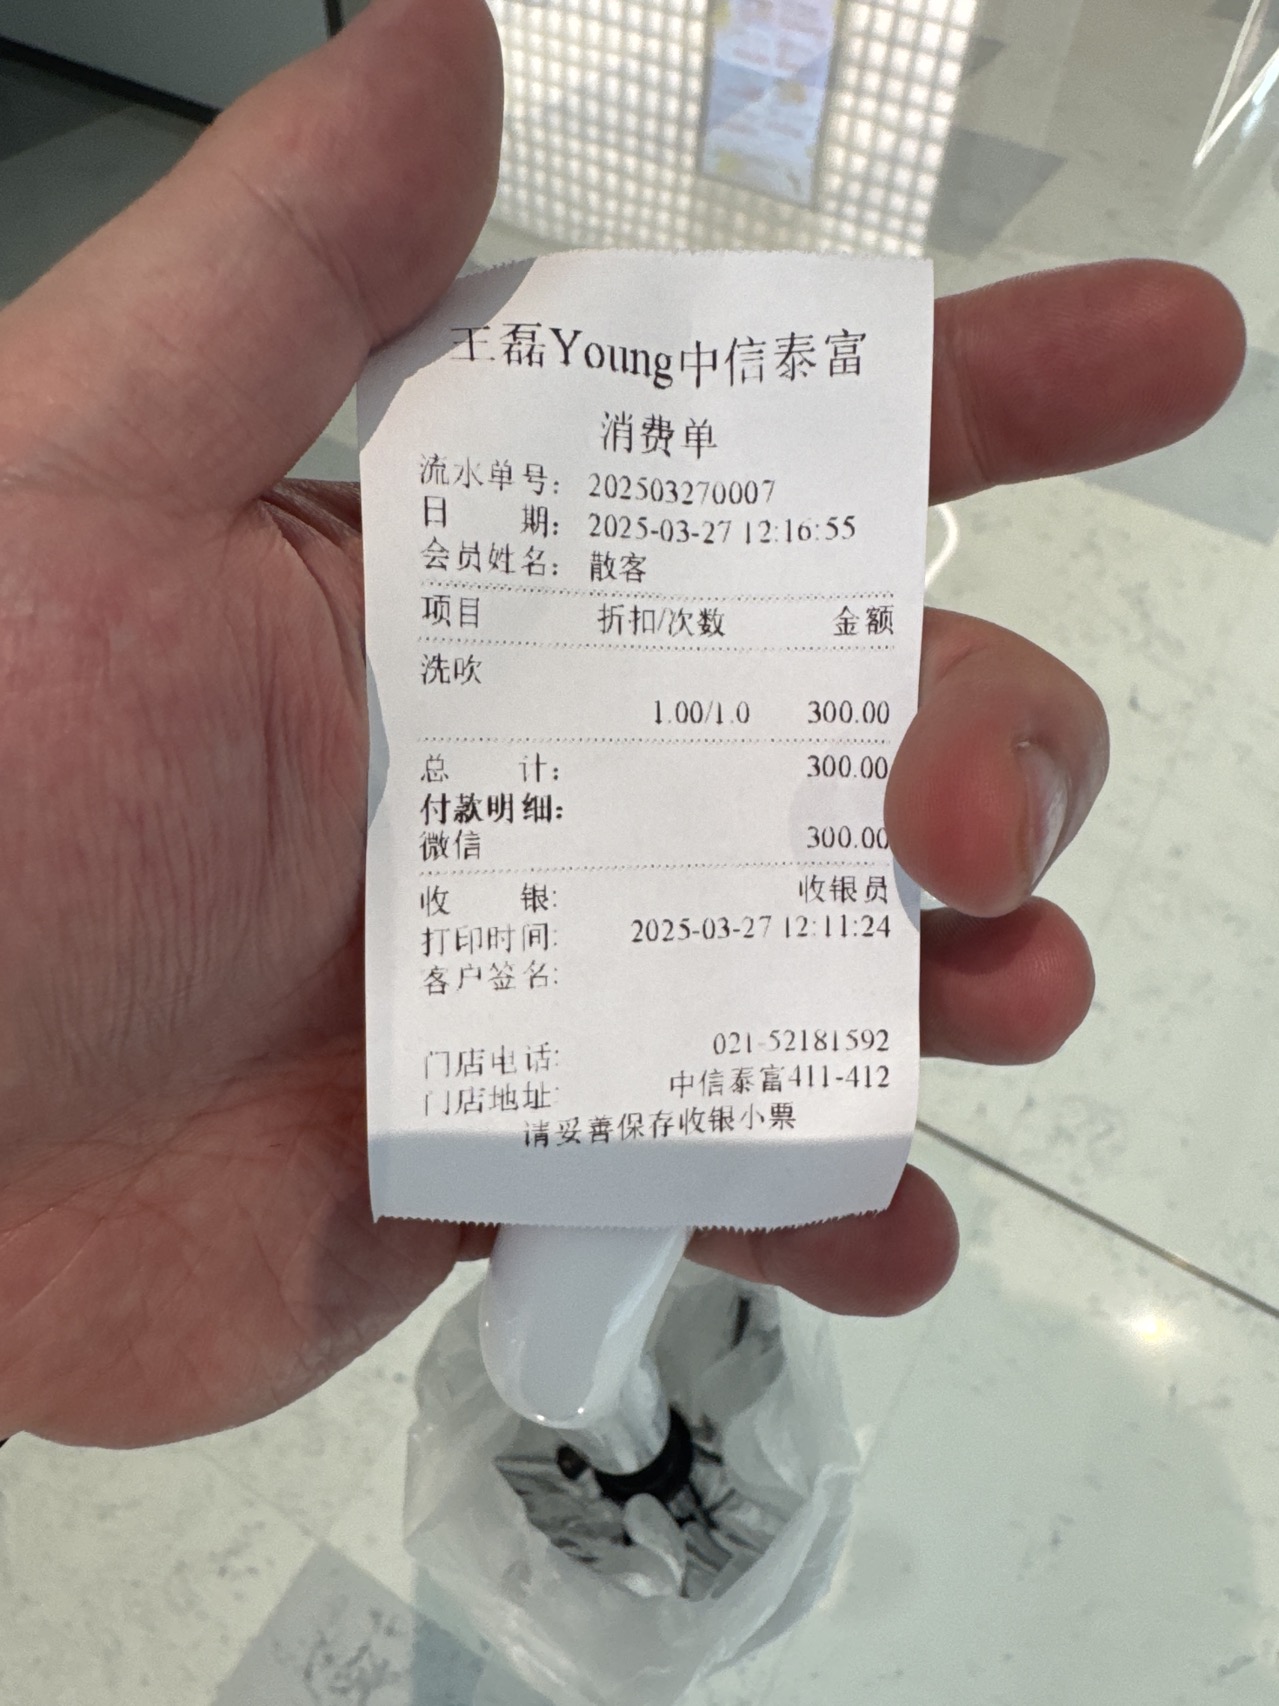 王磊Young中信泰富
消费单
流水单号： 202503270007
日 期： 2025-03-27 12:16:55
会员姓名： 散客
项目 折扣/次数 金额
洗吹
1.00/1.0 300.00
总 计： 300.00
付款明细：
微信 300.00
收 银: 收银员
打印时间: 2025-03-27 12:11:24
客户签名:
门店电话: 021-52181592
门店地址: 中信泰富411-412
请妥善保存收银小票